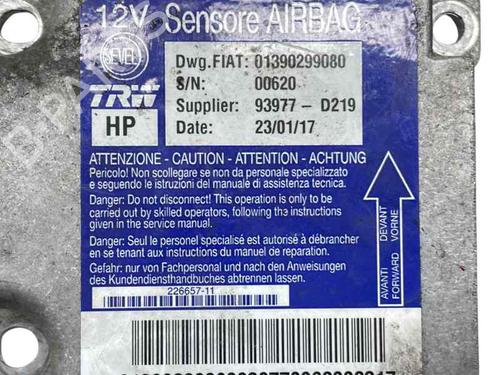 12V Sensore AIRBAG
SEVEL
TRW
HP
Dwg.FIAT: 01390299080
S/N: 00620
Supplier: 93977 - D219
Date: 23/01/17
ATTENZIONE - CAUTION - ATTENTION - ACHTUNG
Pericolo! Non scollegare se non da personale specializzato
e seguendo le istruzioni del manuale di assistenza tecnica.
Danger: Do not disconnect! This operation is only to be
carried out by skilled operators, following the instructions
given in the service manual.
Danger: Seul le personel spécialisé est autorisé à débrancher
en se tenant aux instructions du manuel de reparation.
Gefahr: nur von Fachpersonal und nach den Anweisungen
des Kundendiensthandbuches abtrennen lassen.
AVANTI DEVANT
FORWARD VORNE
226657-11